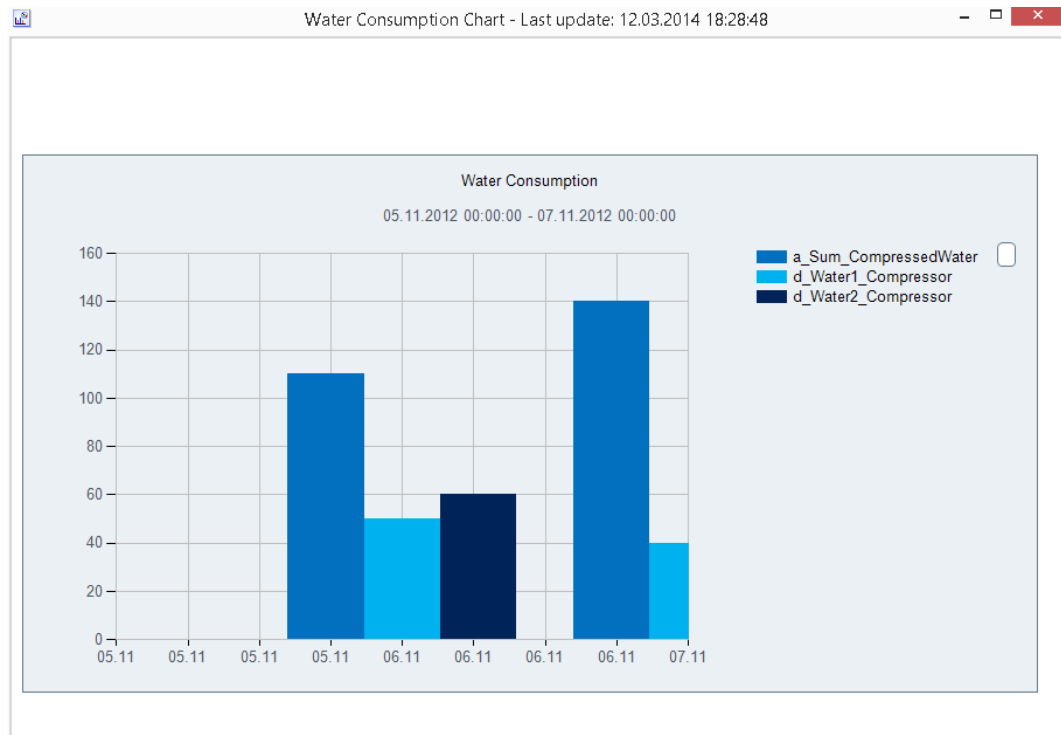 Water Consumption Chart - Last update: 12.03.2014 18:28:48
Water Consumption
05.11.2012 00:00:00 - 07.11.2012 00:00:00
160
140
120
100
80
60
40
20
0
05.11 05.11 05.11 05.11 06.11 06.11 06.11 06.11 07.11
a_Sum_CompressedWater
d_Water1_Compressor
d_Water2_Compressor